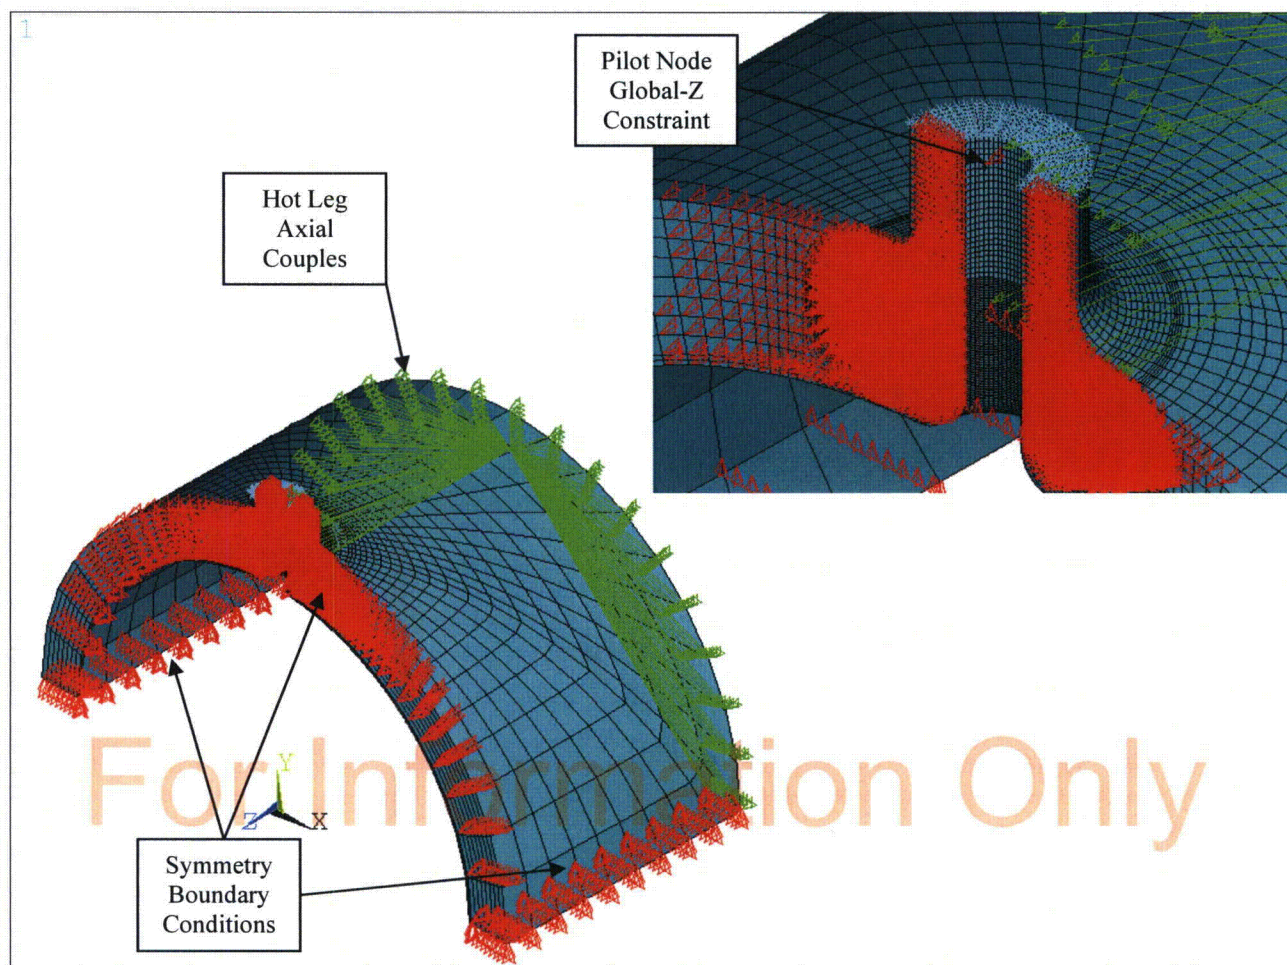 1
Pilot Node
Global-Z
Constraint
Hot Leg
Axial
Couples
For Information Only
Y
Z
X
Symmetry
Boundary
Conditions